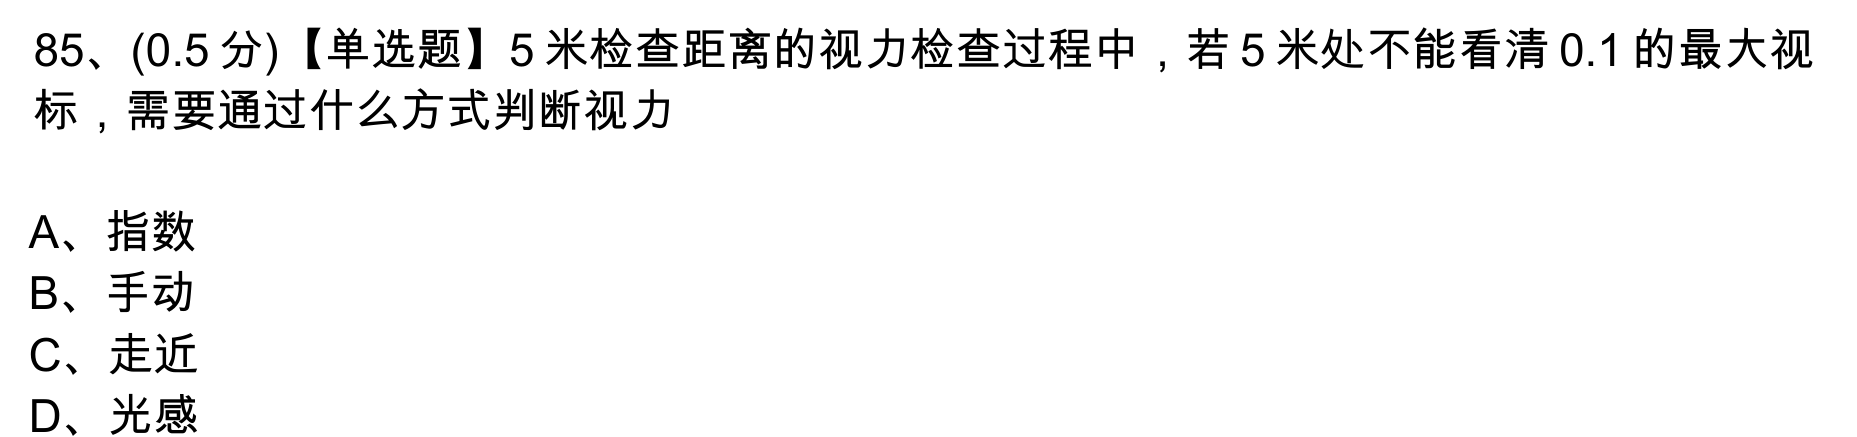 85、(0.5 分)【单选题】5 米检查距离的视力检查过程中，若 5 米处不能看清 0.1 的最大视
标，需要通过什么方式判断视力
A、指数
B、手动
C、走近
D、光感